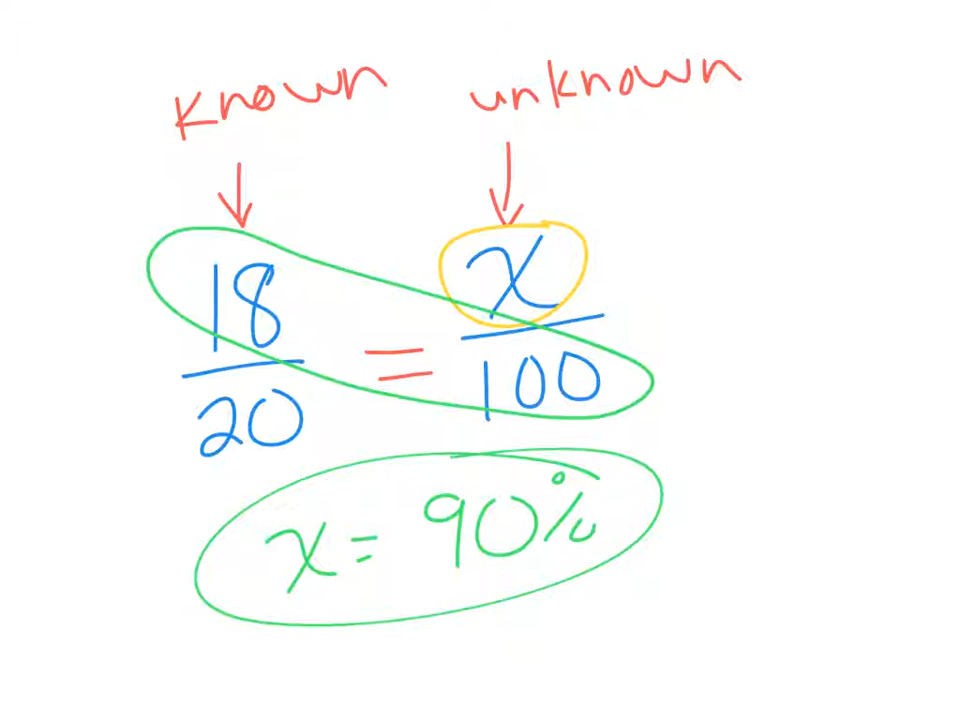 known unknown
18/20 = x/100
x = 90%